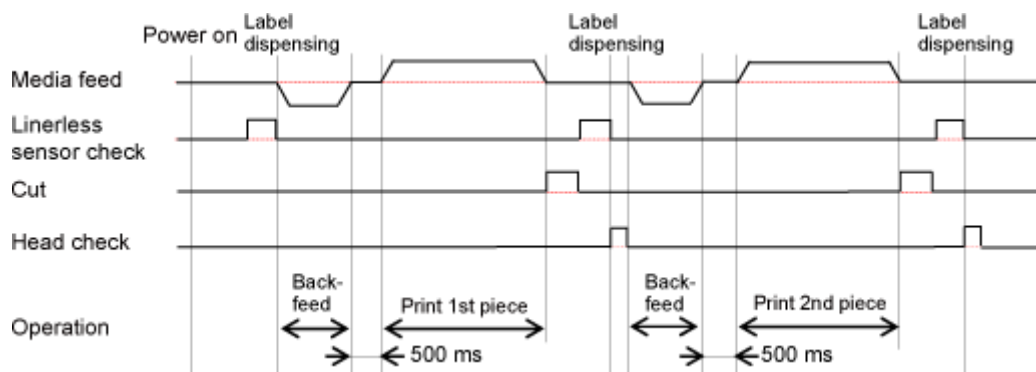 Power on
Label
dispensing
Label
dispensing
Label
dispensing
Media feed
Linerless
sensor check
Cut
Head check
Operation
Back-
feed
Print 1st piece
500 ms
Back-
feed
Print 2nd piece
500 ms